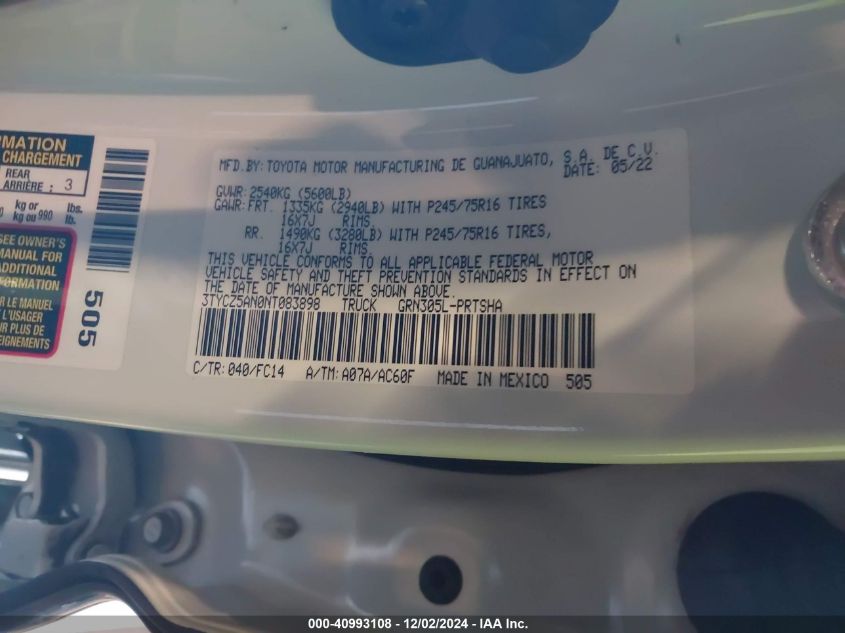 RMATION
CHARGEMENT
REAR
ARRIÈRE : 3
kg or lbs.
kg ou 990 lb.
SEE OWNER'S
MANUAL FOR
ADDITIONAL
INFORMATION
LE MANUEL
L'USAGER
PLUS DE
505
MFD.BY:TOYOTA MOTOR MANUFACTURING DE GUANAJUATO, S.A. DE C.V.
DATE: 05/22
GVWR:2540KG (5600LB)
GAWR:FRT. 1335KG (2940LB) WITH P245/75R16 TIRES
16X7J RIMS
RR. 1490KG (3280LB) WITH P245/75R16 TIRES,
16X7J RIMS
THIS VEHICLE CONFORMS TO ALL APPLICABLE FEDERAL MOTOR
VEHICLE SAFETY AND THEFT PREVENTION STANDARDS IN EFFECT ON
THE DATE OF MANUFACTURE SHOWN ABOVE.
3TYCZ5AN0NT083898 TRUCK GRN305L-PRTSHA
C/TR:040/FC14 A/TM:A07A/AC60F MADE IN MEXICO 505
000-40993108 - 12/02/2024 - IAA Inc.